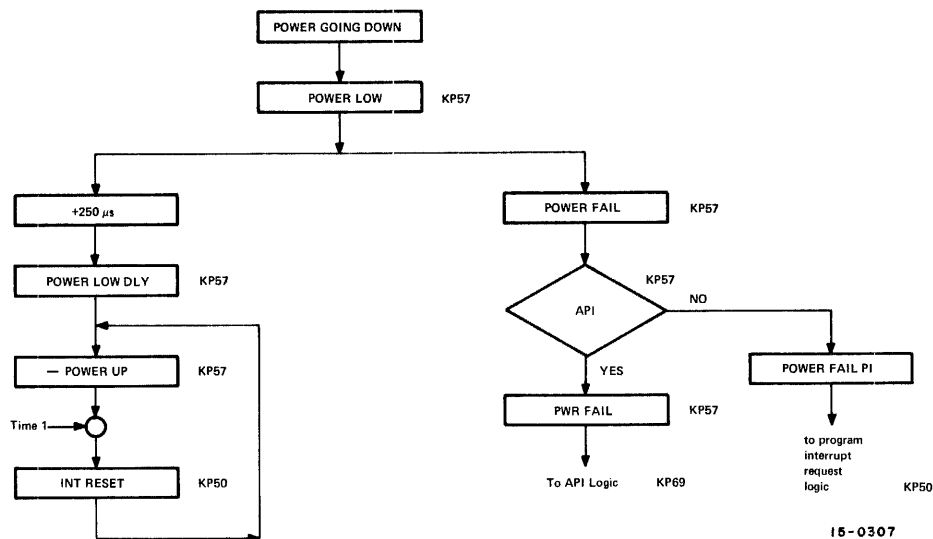 POWER GOING DOWN
POWER LOW KP57
+250 μs
POWER FAIL KP57
POWER LOW DLY KP57
KP57
API
NO
— POWER UP KP57
POWER FAIL PI
YES
Time 1
PWR FAIL KP57
to program
interrupt
request
logic KP50
INT RESET KP50
To API Logic KP69
15-0307